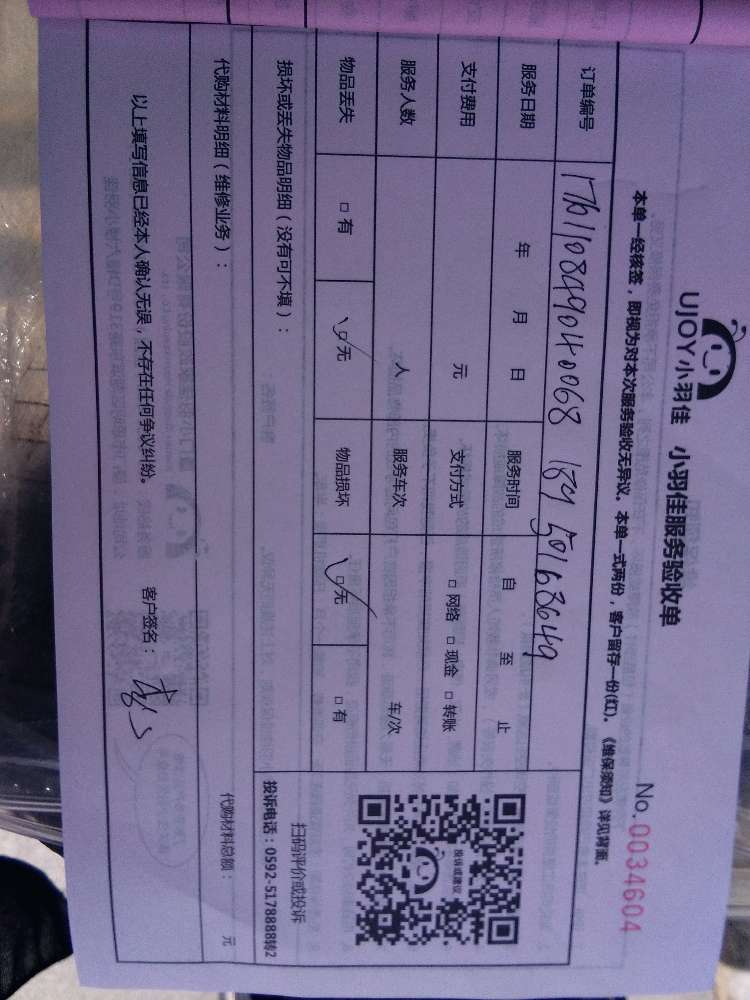 UJOY小羽佳 小羽佳服务验收单
No.0034604
本单一经核签，即视为对本次服务验收无异议。本单一式两份，客户留存一份(红)。《维保须知》详见背面。
订单编号 176110849040068 18950163649
服务日期 年 月 日 服务时间 自 至 止
支付费用 元 支付方式 □ 网络 □ 现金 □ 转账
服务人数 人 服务车次 车/次
物品丢失 □ 有 □ 无 物品损坏 □ 无 □ 有
损坏或丢失物品明细（没有可不填）：
投诉或建议
扫码评价或投诉
投诉电话：0592-5178888转2
代购材料明细（维修业务）： 代购材料总额： 元
以上填写信息已经本人确认无误，不存在任何争议纠纷。 客户签名：